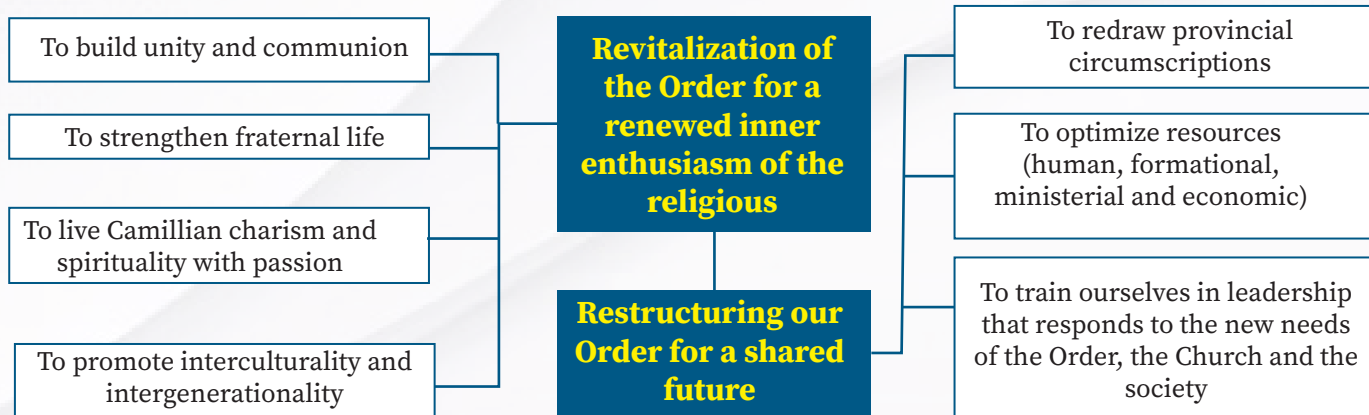 To build unity and communion
To strengthen fraternal life
To live Camillian charism and
spirituality with passion
To promote interculturality and
intergenerationality
Revitalization of
the Order for a
renewed inner
enthusiasm of the
religious
Restructuring our
Order for a shared
future
To redraw provincial
circumscriptions
To optimize resources
(human, formational,
ministerial and economic)
To train ourselves in leadership
that responds to the new needs
of the Order, the Church and the
society